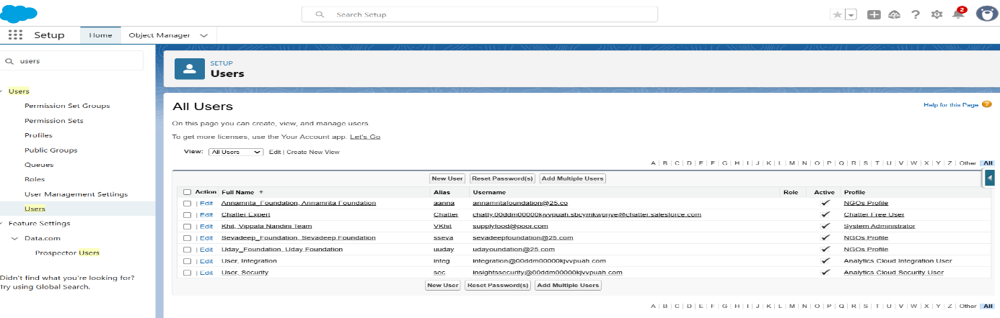 Search Setup
2
Setup Home Object Manager
users
SETUP
Users
Users
Permission Set Groups
Permission Sets
Profiles
Public Groups
Queues
Roles
User Management Settings
Users
Feature Settings
Data.com
Prospector Users
Didn't find what you're looking for?
Try using Global Search.
All Users
Help for this Page ?
On this page you can create, view, and manage users.
To get more licenses, use the Your Account app. Let's Go
View: All Users Edit | Create New View
A | B | C | D | E | F | G | H | I | J | K | L | M | N | O | P | Q | R | S | T | U | V | W | X | Y | Z | Other All
New User Reset Password(s) Add Multiple Users
Action Full Name ↑ Alias Username Role Active Profile
| Edit Annamrita_Foundation, Annamrita Foundation aanna annamritafoundation@25.co NGOs Profile
| Edit Chatter Expert Chatter chatty.00ddm00000kjvvpuah.sbcymkwprjve@chatter.salesforce.com Chatter Free User
| Edit Khit, Vippala Nandini Team VKhit supplyfood@poor.com System Administrator
| Edit Sevadeep_Foundation, Sevadeep Foundation sseva sevadeepfoundation@25.com NGOs Profile
| Edit Uday_Foundation, Uday Foundation uuday udayoundation@25.com NGOs Profile
| Edit User, Integration integ integration@00ddm00000kjvvpuah.com Analytics Cloud Integration User
| Edit User, Security sec insightssecurity@00ddm00000kjvvpuah.com Analytics Cloud Security User
New User Reset Password(s) Add Multiple Users
A | B | C | D | E | F | G | H | I | J | K | L | M | N | O | P | Q | R | S | T | U | V | W | X | Y | Z | Other All